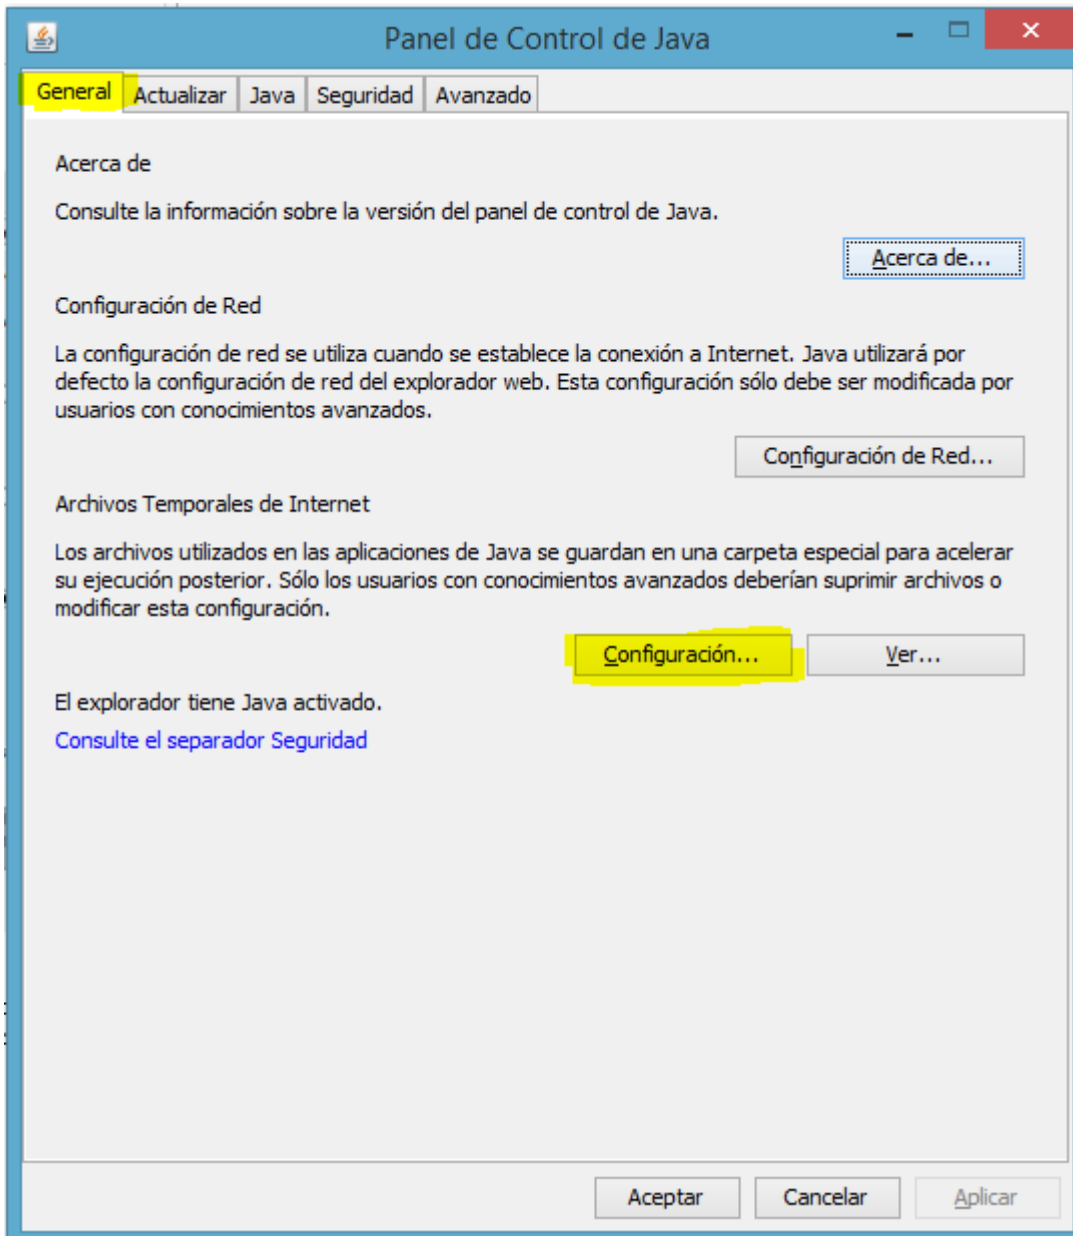 Panel de Control de Java
General
Actualizar
Java
Seguridad
Avanzado
Acerca de
Consulte la información sobre la versión del panel de control de Java.
Acerca de...
Configuración de Red
La configuración de red se utiliza cuando se establece la conexión a Internet. Java utilizará por
defecto la configuración de red del explorador web. Esta configuración sólo debe ser modificada por
usuarios con conocimientos avanzados.
Configuración de Red...
Archivos Temporales de Internet
Los archivos utilizados en las aplicaciones de Java se guardan en una carpeta especial para acelerar
su ejecución posterior. Sólo los usuarios con conocimientos avanzados deberían suprimir archivos o
modificar esta configuración.
Configuración...
Ver...
El explorador tiene Java activado.
Consulte el separador Seguridad
Aceptar
Cancelar
Aplicar